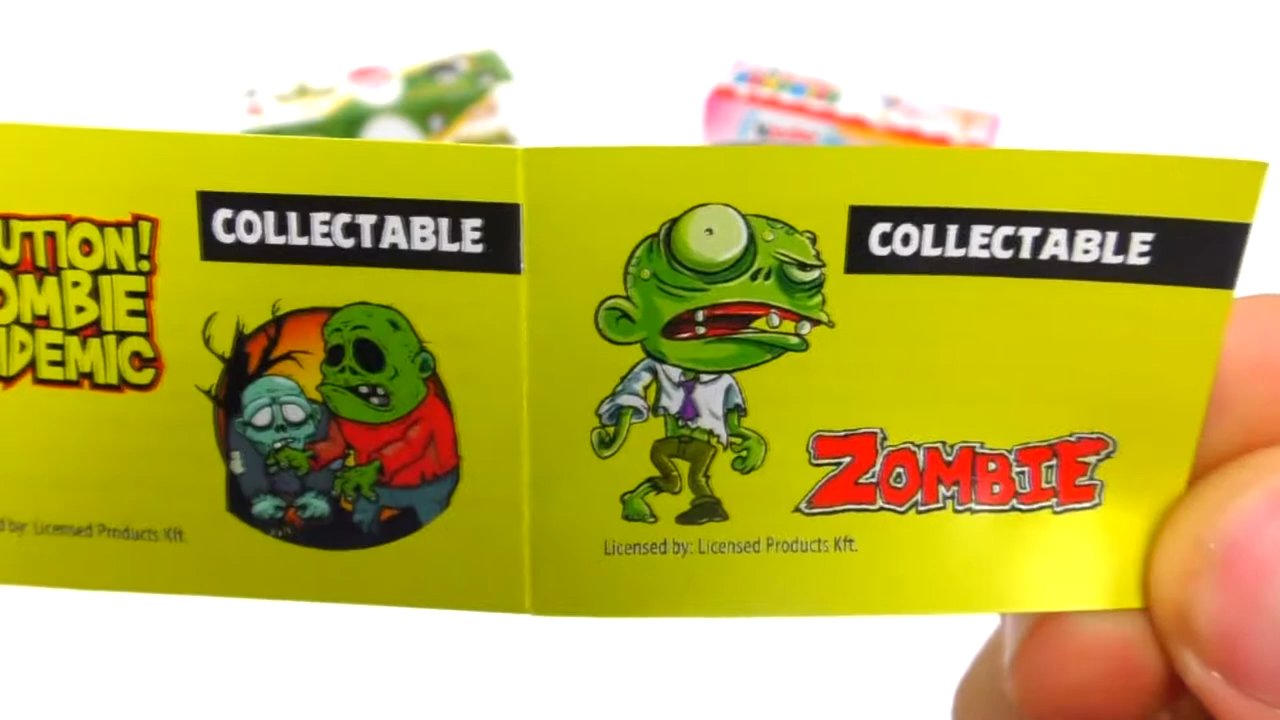 UTION!
OMBIE
IDEMIC
COLLECTABLE
d by: Licensed Products Kft.
COLLECTABLE
ZOMBIE
Licensed by: Licensed Products Kft.